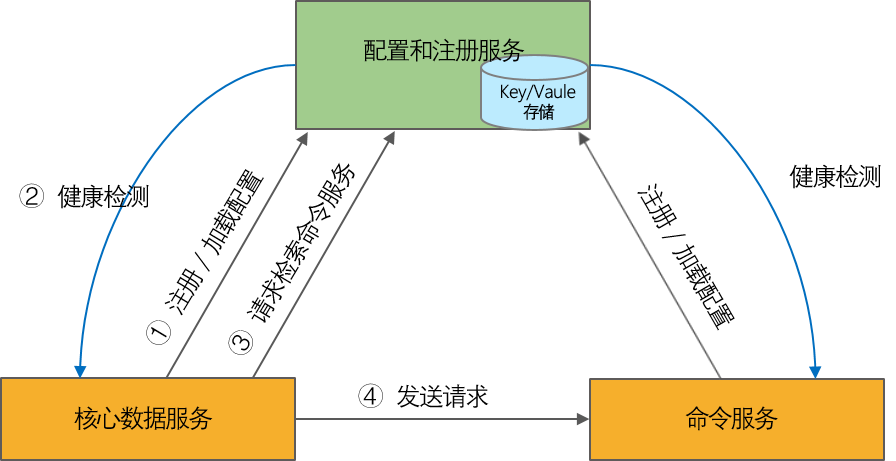 配置和注册服务
Key/Vaule
存储
② 健康检测
① 注册 / 加载配置
③ 请求检索命令服务
注册 / 加载配置
健康检测
核心数据服务
④ 发送请求
命令服务